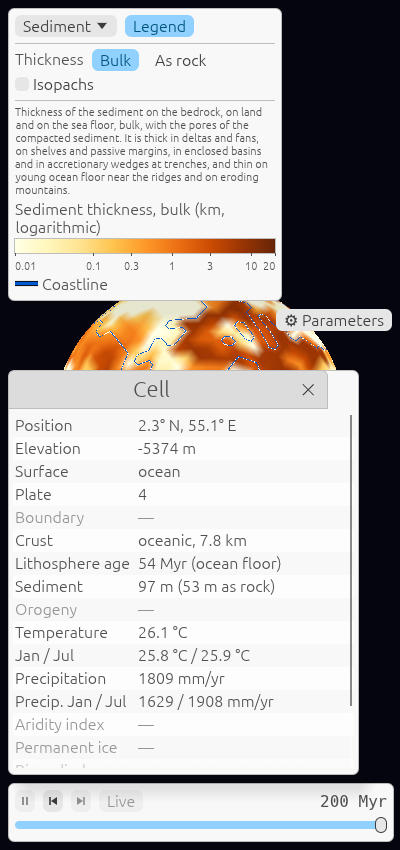 Sediment ▼ Legend
Thickness Bulk As rock
Isopachs
Thickness of the sediment on the bedrock, on land
and on the sea floor, bulk, with the pores of the
compacted sediment. It is thick in deltas and fans,
on shelves and passive margins, in enclosed basins
and in accretionary wedges at trenches, and thin on
young ocean floor near the ridges and on eroding
mountains.
Sediment thickness, bulk (km,
logarithmic)
0.01 0.1 0.3 1 3 10 20
Coastline
⚙ Parameters
Cell ×
Position 2.3° N, 55.1° E
Elevation -5374 m
Surface ocean
Plate 4
Boundary —
Crust oceanic, 7.8 km
Lithosphere age 54 Myr (ocean floor)
Sediment 97 m (53 m as rock)
Orogeny —
Temperature 26.1 °C
Jan / Jul 25.8 °C / 25.9 °C
Precipitation 1809 mm/yr
Precip. Jan / Jul 1629 / 1908 mm/yr
Aridity index —
Permanent ice —
Live 200 Myr